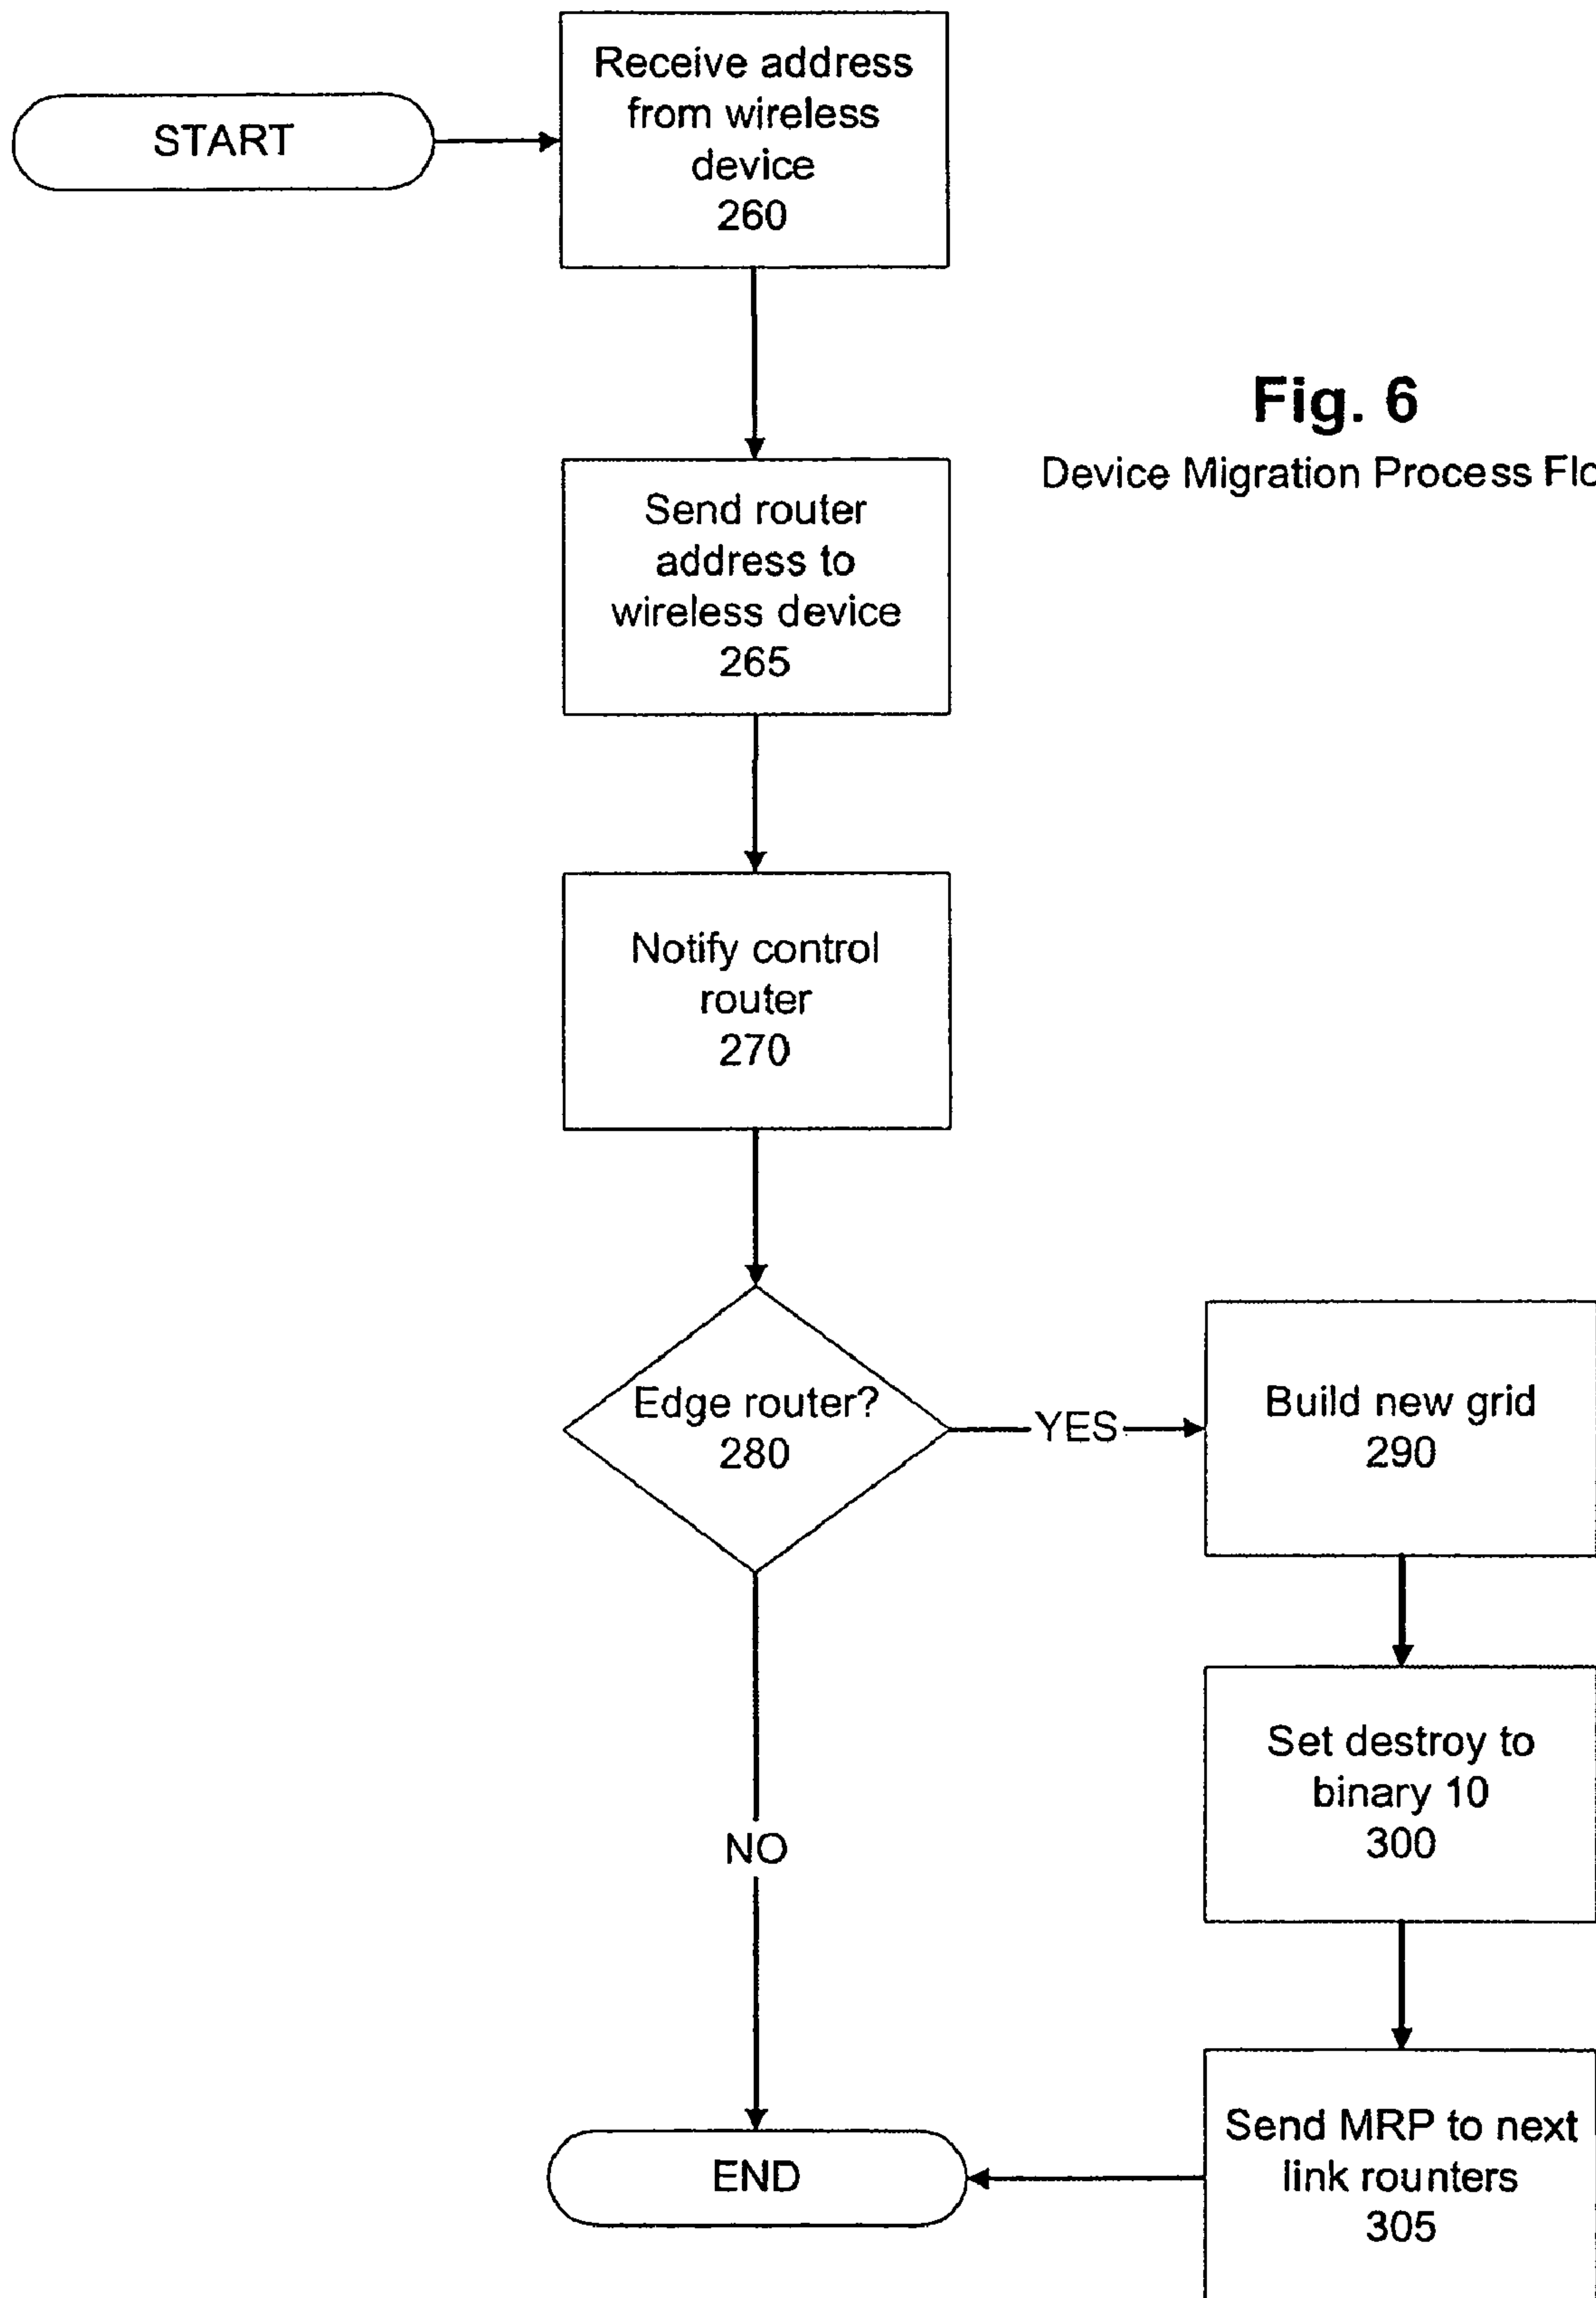 START
Receive address
from wireless
device
260
Fig. 6
Device Migration Process Flo
Send router
address to
wireless device
265
Notify control
router
270
Edge router?
280
YES
Build new grid
290
Set destroy to
binary 10
300
NO
Send MRP to next
link rounters
305
END